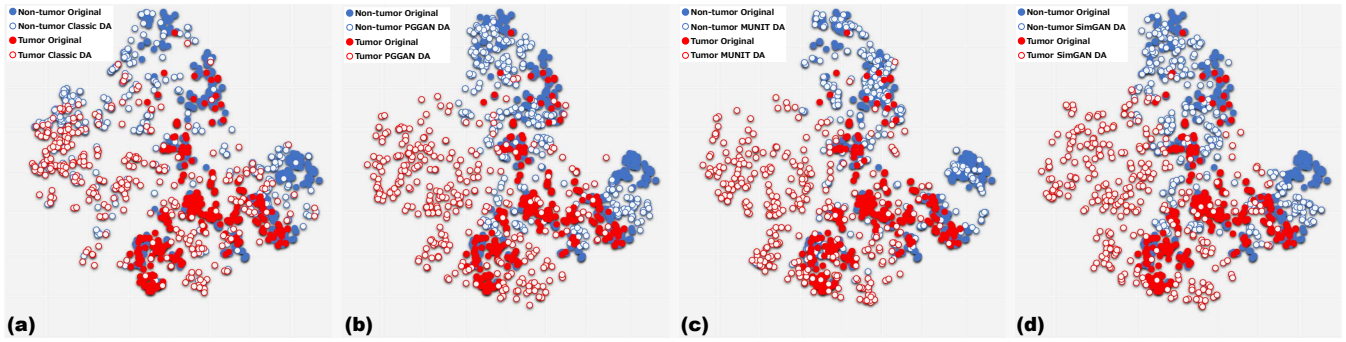 Non-tumor Original
Non-tumor Classic DA
Tumor Original
Tumor Classic DA
(a)
Non-tumor Original
Non-tumor PGGAN DA
Tumor Original
Tumor PGGAN DA
(b)
Non-tumor Original
Non-tumor MUNIT DA
Tumor Original
Tumor MUNIT DA
(c)
Non-tumor Original
Non-tumor SimGAN DA
Tumor Original
Tumor SimGAN DA
(d)